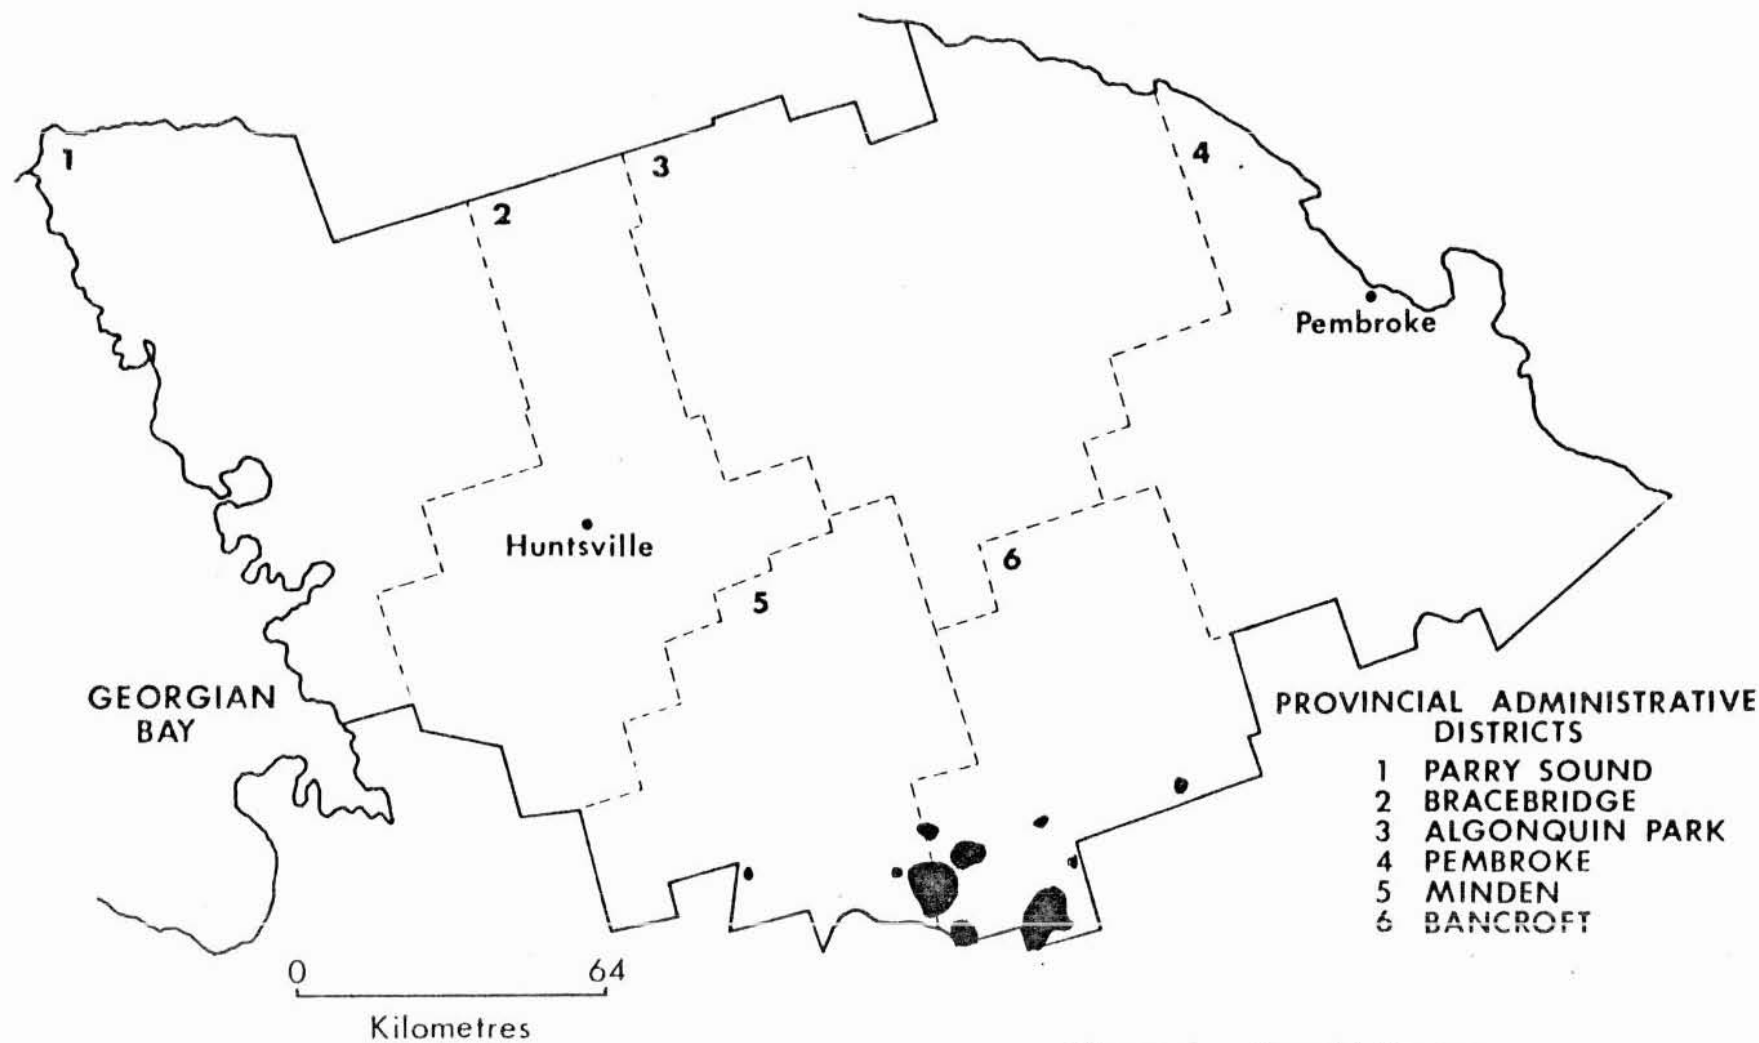 1
2
3
4
Pembroke
Huntsville
5
6
GEORGIAN
BAY
PROVINCIAL ADMINISTRATIVE
DISTRICTS
1 PARRY SOUND
2 BRACEBRIDGE
3 ALGONQUIN PARK
4 PEMBROKE
5 MINDEN
6 BANCROFT
0 64
Kilometres